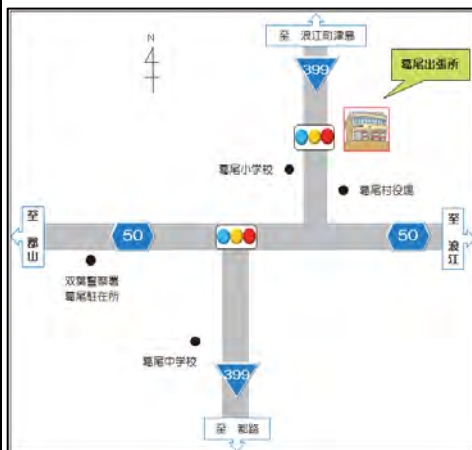 至 浪江町津島
N
399
葛尾出張所
葛尾小学校
葛尾村役場
至 郡山
50
50
至 浪江
双葉警察署
葛尾駐在所
葛尾中学校
399
至 都路